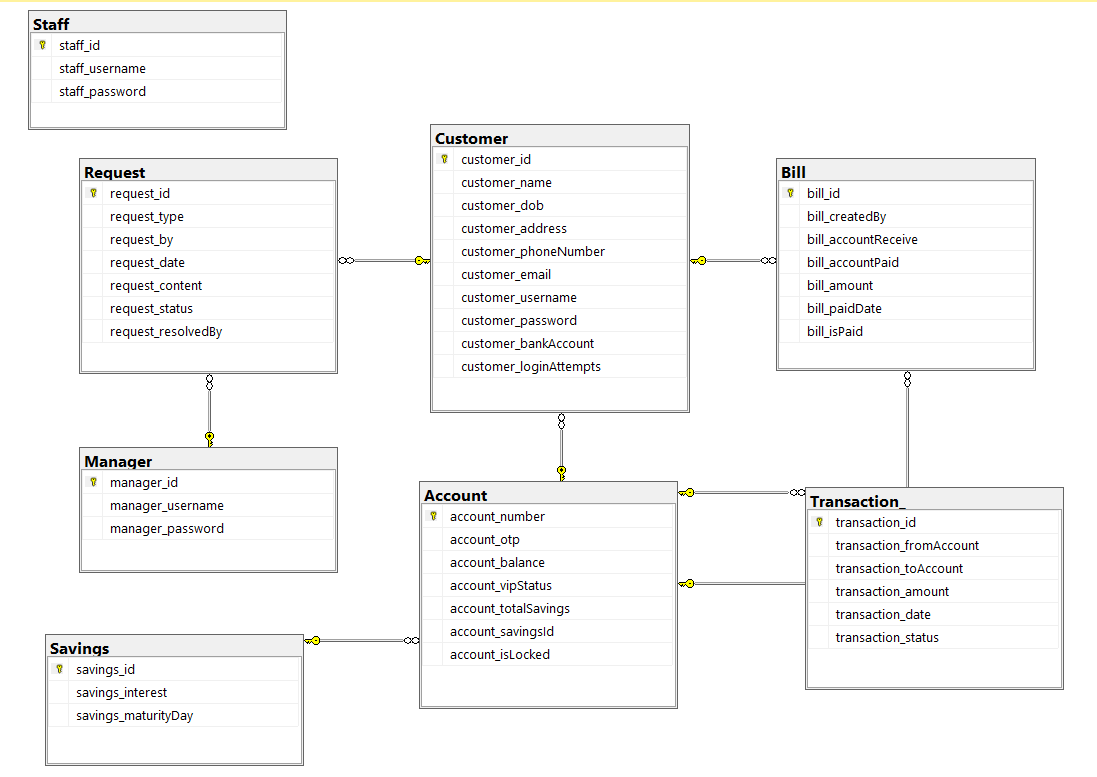 Staff
staff_id
staff_username
staff_password
Request
request_id
request_type
request_by
request_date
request_content
request_status
request_resolvedBy
Customer
customer_id
customer_name
customer_dob
customer_address
customer_phoneNumber
customer_email
customer_username
customer_password
customer_bankAccount
customer_loginAttempts
Bill
bill_id
bill_createdBy
bill_accountReceive
bill_accountPaid
bill_amount
bill_paidDate
bill_isPaid
Manager
manager_id
manager_username
manager_password
Account
account_number
account_otp
account_balance
account_vipStatus
account_totalSavings
account_savingsId
account_isLocked
Transaction_
transaction_id
transaction_fromAccount
transaction_toAccount
transaction_amount
transaction_date
transaction_status
Savings
savings_id
savings_interest
savings_maturityDay